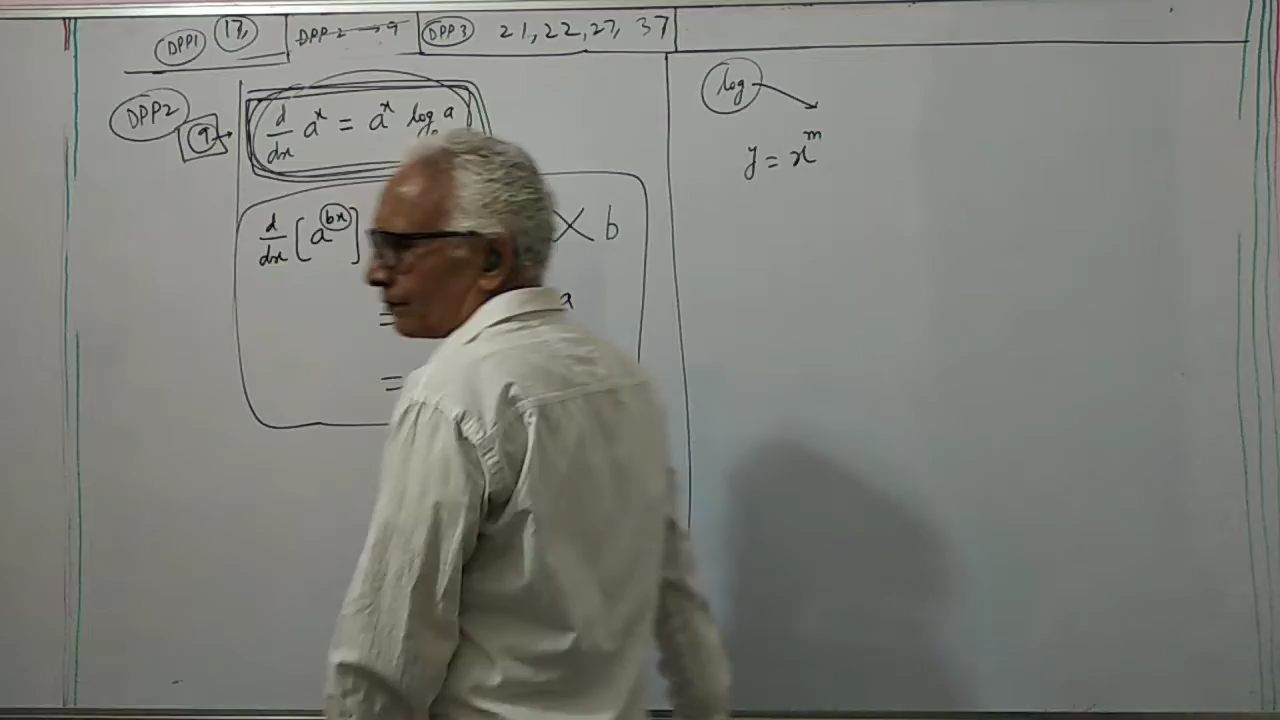 DPP1 17, DPP-2 → 9 DPP3 21, 22, 27, 37
DPP2
9 → d/dx a^x = a^x log a
d/dx [a^{bx}] × b
= a
=
log
y = x^m